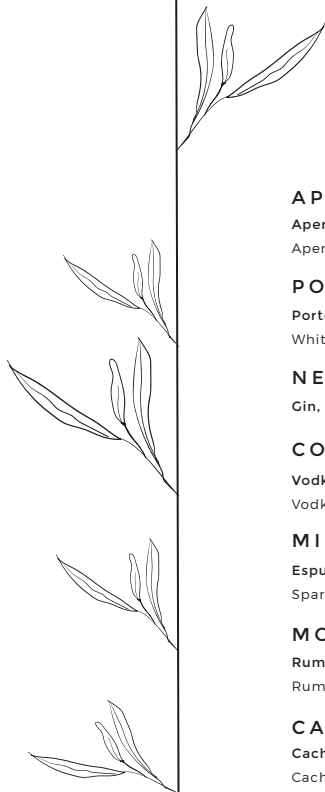 AP
Aper
Aper
PO
Porto
Whit
NE
Gin,
CO
Vodk
Vodk
MI
Espu
Spar
MO
Rum
Rum
CA
Cach
Cach